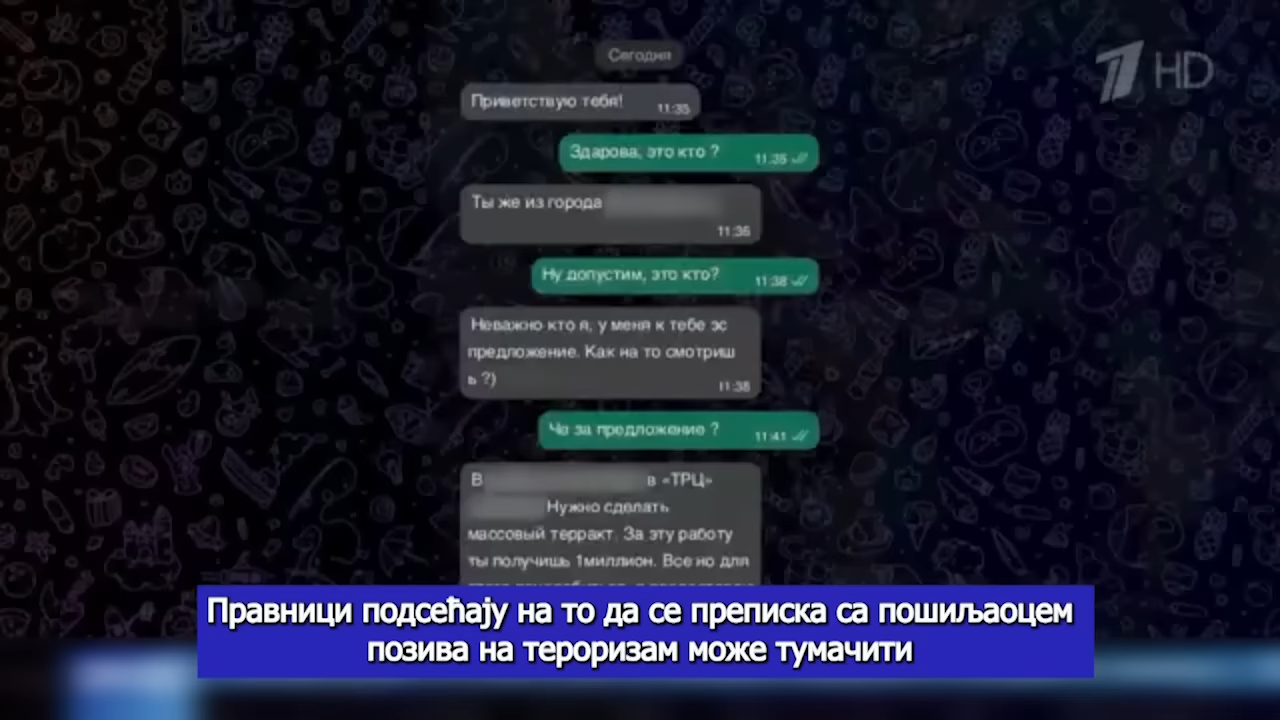 Сегодня
1 HD
Приветствую тебя!
11:35
Здарова, это кто ?
11:35
Ты же из города
11:36
Ну допустим, это кто?
11:38
Неважно кто я, у меня к тебе эс
предложение. Как на то смотриш
ь ?)
11:38
Че за предложение ?
11:41
В в «ТРЦ»
Нужно сделать
массовый терракт. За эту работу
ты получишь 1миллион. Все но для
Правници подсећају на то да се преписка са пошиљаоцем
позива на тероризам може тумачити